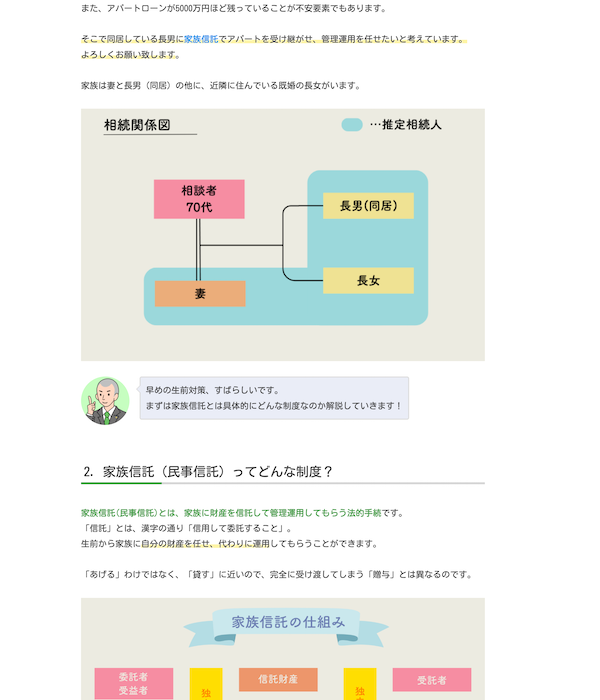 また、アパートローンが5000万円ほど残っていることが不安要素でもあります。
そこで同居している長男に家族信託でアパートを受け継がせ、管理運用を任せたいと考えています。
よろしくお願い致します。
家族は妻と長男（同居）の他に、近隣に住んでいる既婚の長女がいます。
相続関係図
…推定相続人
相談者
70代
長男(同居)
妻
長女
早めの生前対策、すばらしいです。
まずは家族信託とは具体的にどんな制度なのか解説していきます！
2. 家族信託（民事信託）ってどんな制度？
家族信託(民事信託)とは、家族に財産を信託して管理運用してもらう法的手続です。
「信託」とは、漢字の通り「信用して委託すること」。
生前から家族に自分の財産を任せ、代わりに運用してもらうことができます。
「あげる」わけではなく、「貸す」に近いので、完全に受け渡してしまう「贈与」とは異なるのです。
家族信託の仕組み
委託者
受益者
独
信託財産
独
受託者